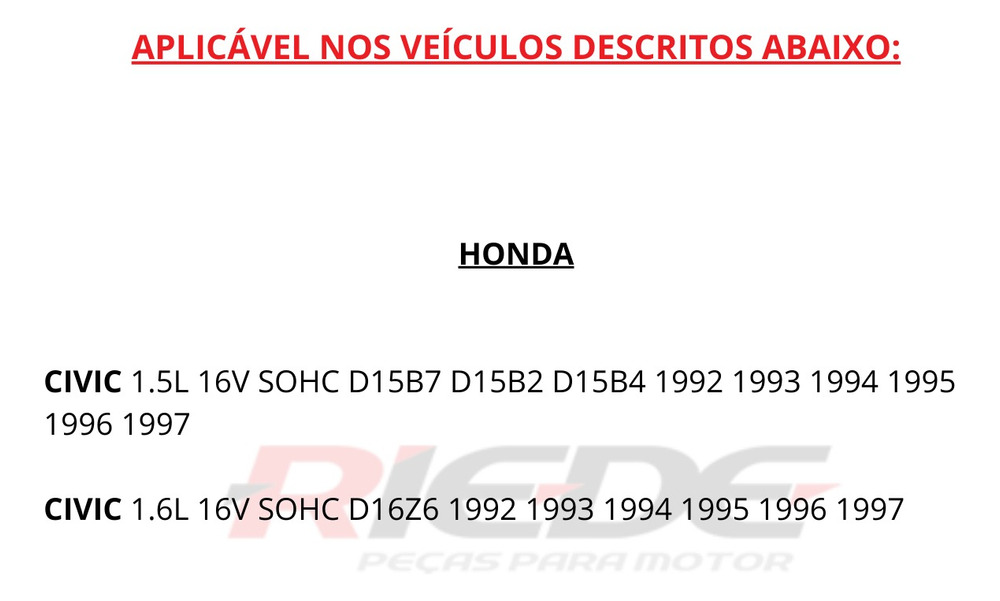 APLICÁVEL NOS VEÍCULOS DESCRITOS ABAIXO:
HONDA
CIVIC 1.5L 16V SOHC D15B7 D15B2 D15B4 1992 1993 1994 1995
1996 1997
CIVIC 1.6L 16V SOHC D16Z6 1992 1993 1994 1995 1996 1997
RIEDE
PEÇAS PARA MOTOR